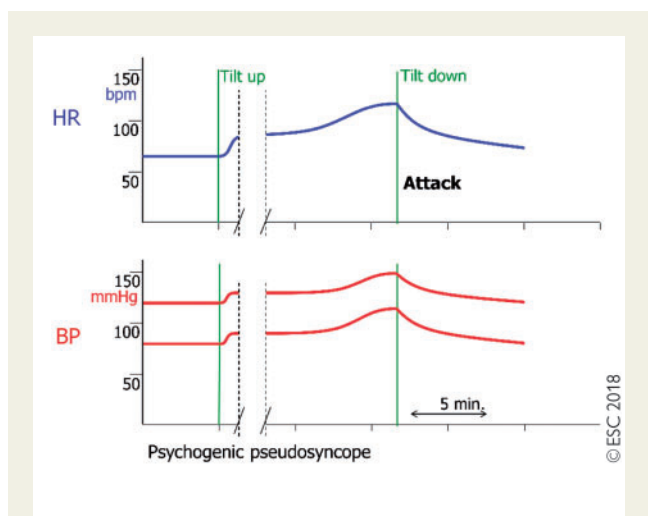 150
bpm
Tilt up
Tilt down
HR
100
Attack
50
150
mmHg
BP
100
50
5 min.
Psychogenic pseudosyncope
© ESC 2018